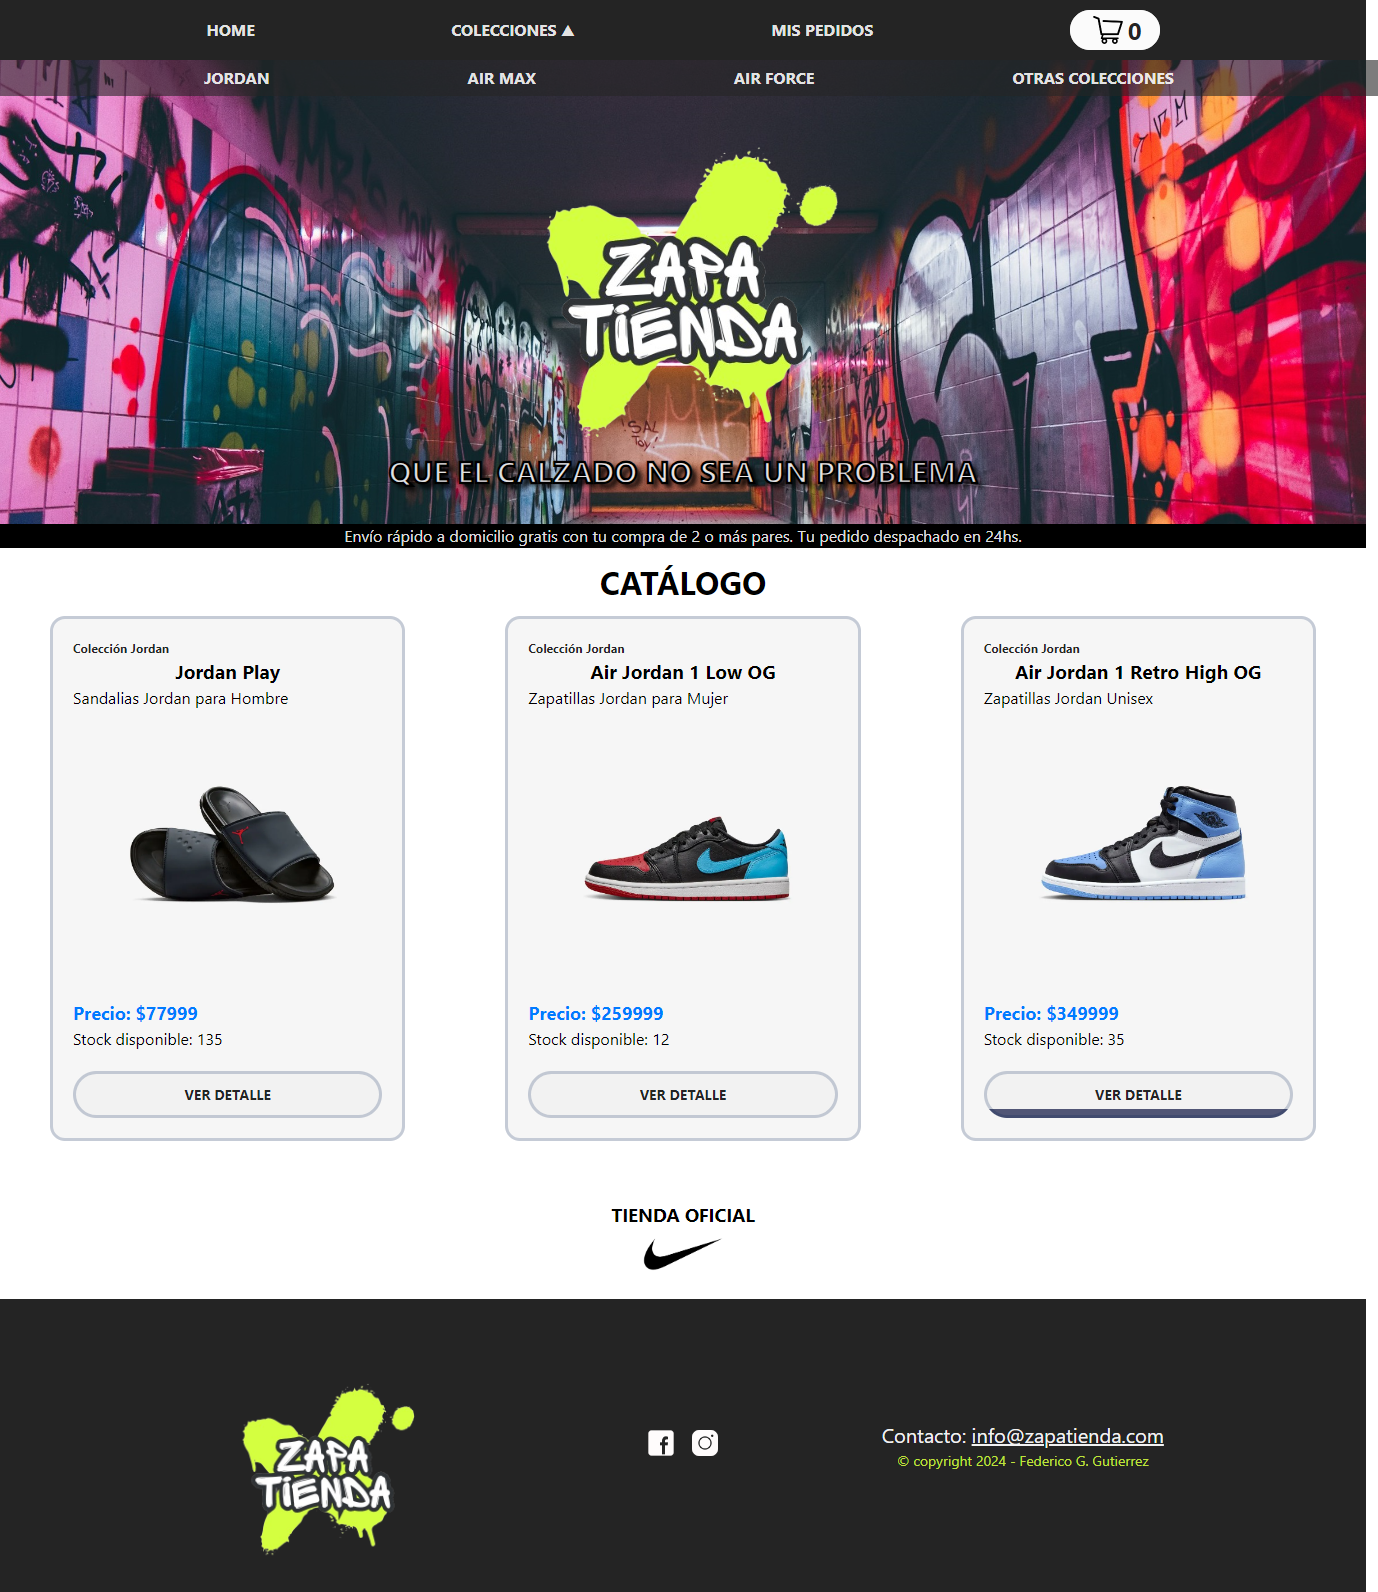 HOME
COLECCIONES ▲
MIS PEDIDOS
0
JORDAN
AIR MAX
AIR FORCE
OTRAS COLECCIONES
ZAPA
TIENDA
¡SAL
Toy!
QUE EL CALZADO NO SEA UN PROBLEMA
Envío rápido a domicilio gratis con tu compra de 2 o más pares. Tu pedido despachado en 24hs.
CATÁLOGO
Colección Jordan
Jordan Play
Sandalias Jordan para Hombre
Precio: $77999
Stock disponible: 135
VER DETALLE
Colección Jordan
Air Jordan 1 Low OG
Zapatillas Jordan para Mujer
Precio: $259999
Stock disponible: 12
VER DETALLE
Colección Jordan
Air Jordan 1 Retro High OG
Zapatillas Jordan Unisex
Precio: $349999
Stock disponible: 35
VER DETALLE
TIENDA OFICIAL
ZAPA
TIENDA
Contacto: info@zapatienda.com
© copyright 2024 - Federico G. Gutierrez